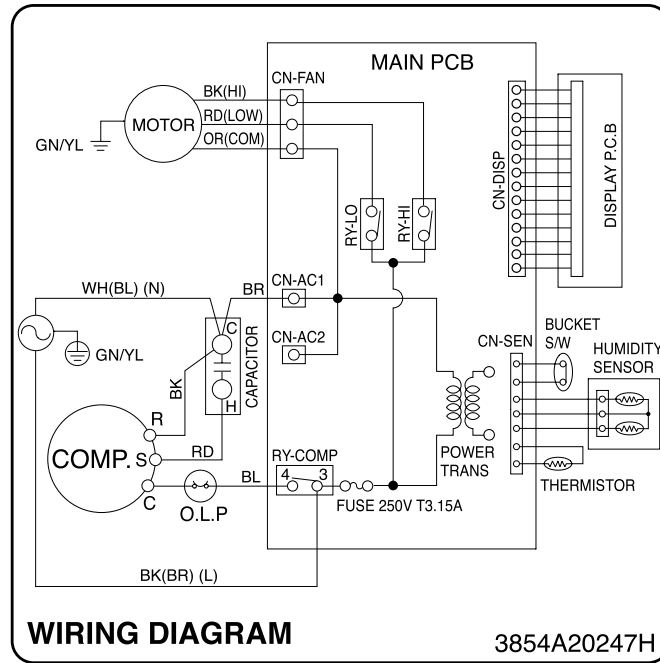 MAIN PCB
CN-FAN
BK(HI)
RD(LOW)
OR(COM)
MOTOR
GN/YL
CN-DISP
DISPLAY P.C.B
RY-LO
RY-HI
WH(BL) (N)
BR
CN-AC1
CN-AC2
GN/YL
C
H
CAPACITOR
BK
CN-SEN
BUCKET
S/W
HUMIDITY
SENSOR
COMP.
R
S
C
RD
O.L.P
BL
RY-COMP
4 3
FUSE 250V T3.15A
POWER
TRANS
THERMISTOR
BK(BR) (L)
WIRING DIAGRAM
3854A20247H